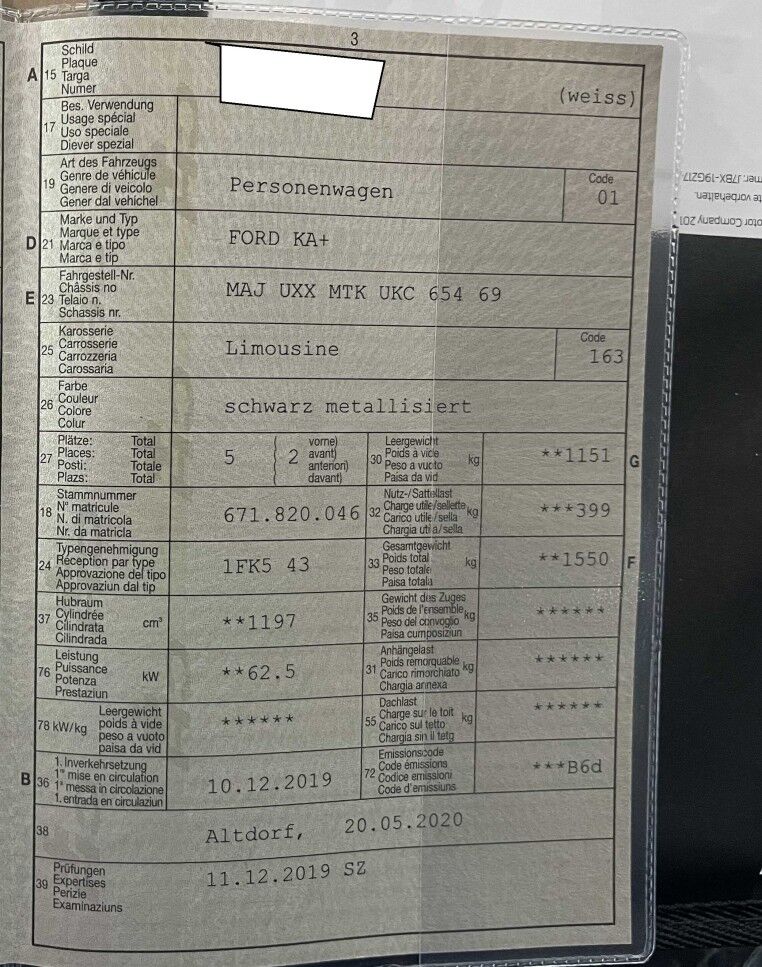 3
A 15 Schild
Plaque
Targa
Numer
(weiss)
17 Bes. Verwendung
Usage spécial
Uso speciale
Diever spezial
19 Art des Fahrzeugs
Genre de véhicule
Genere di veicolo
Gener dal vehichel
Personenwagen
Code
01
D 21 Marke und Typ
Marque et type
Marca e tipo
Marca e tip
FORD KA+
E 23 Fahrgestell-Nr.
Châssis no
Telaio n.
Schassis nr.
MAJ UXX MTK UKC 654 69
25 Karosserie
Carrosserie
Carrozzeria
Carossaria
Limousine
Code
163
26 Farbe
Couleur
Colore
Colur
schwarz metallisiert
27 Plätze: Total
Places: Total
Posti: Totale
Plazs: Total
5 ( 2 vorne)
avant)
anteriori)
davant)
30 Leergewicht
Poids à vide
Peso a vuoto
Paisa da vid
kg
**1151 G
18 Stammnummer
N° matricule
N. di matricola
Nr. da matricla
671.820.046
32 Nutz-/Sattellast
Charge utile/sellette
Carico utile/sella
Chargia utila/sella
kg
***399
24 Typengenehmigung
Réception par type
Approvazione del tipo
Approvaziun dal tip
1FK5 43
33 Gesamtgewicht
Poids total
Peso totale
Paisa totala
kg
**1550 F
37 Hubraum
Cylindrée
Cilindrata
Cilindrada
cm³
**1197
35 Gewicht des Zuges
Poids de l'ensemble
Peso del convoglio
Paisa cumposiziun
kg
******
76 Leistung
Puissance
Potenza
Prestaziun
kW
**62.5
31 Anhängelast
Poids remorquable
Carico rimorchiato
Chargia annexa
kg
******
78 kW/kg Leergewicht
poids à vide
peso a vuoto
paisa da vid
******
55 Dachlast
Charge sur le toit
Carico sul tetto
Chargia sin il tetg
kg
******
B 36 1. Inverkehrsetzung
1re mise en circulation
1a messa in circolazione
1. entrada en circulaziun
10.12.2019
72 Emissionscode
Code émissions
Codice emissioni
Code d'emissiuns
***B6d
38
Altdorf, 20.05.2020
39 Prüfungen
Expertises
Perizie
Examinaziuns
11.12.2019 SZ
mer: J7BX-19G217
te vorbehalten.
otor Company 201